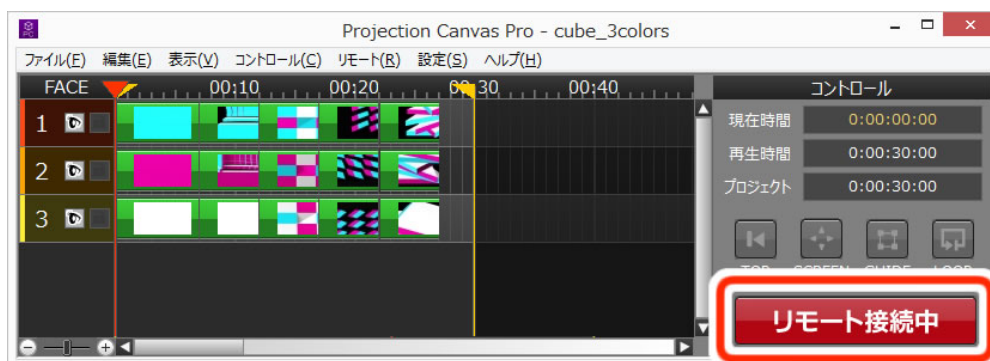 Projection Canvas Pro - cube_3colors
ファイル(F) 編集(E) 表示(V) コントロール(C) リモート(R) 設定(S) ヘルプ(H)
FACE 00:10 00:20 00:30 00:40 コントロール
1
2
3
現在時間 0:00:00:00
再生時間 0:00:30:00
プロジェクト 0:00:30:00
TOP SCREEN GUIDE LOOP
リモート接続中